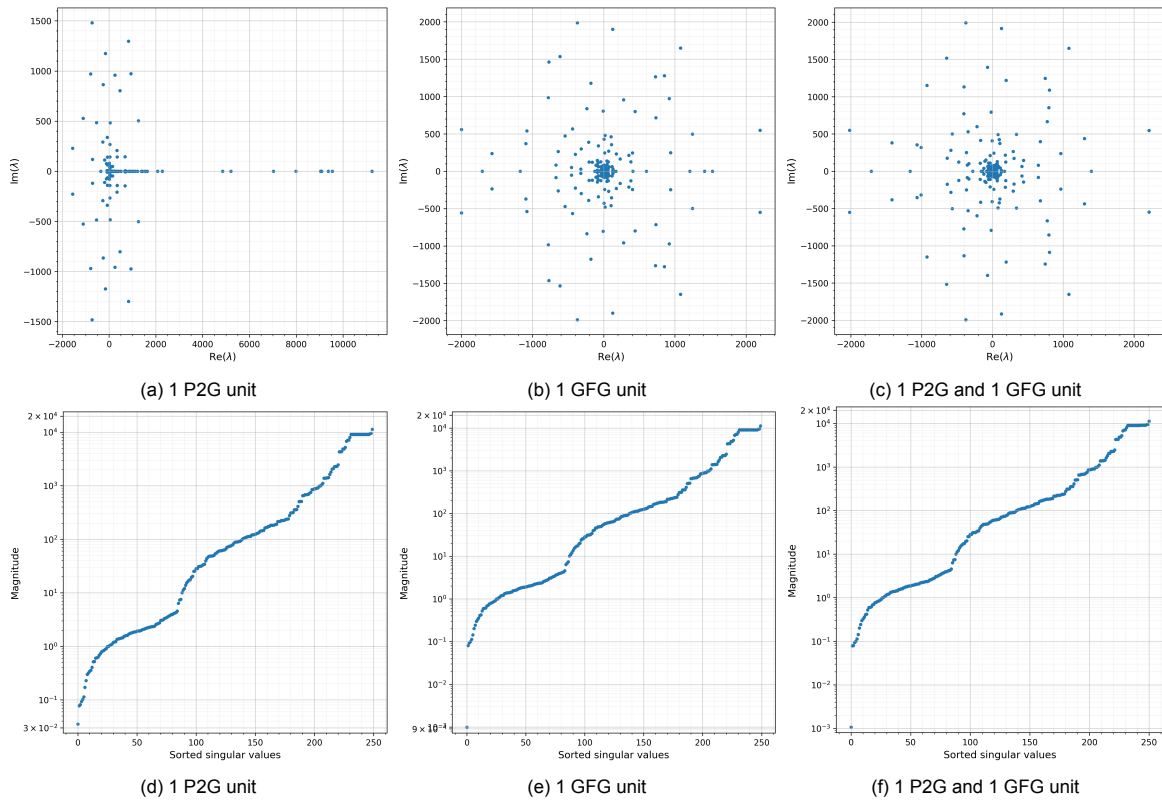 1500
1000
500
0
−500
−1000
−1500
Im(λ)
−2000 0 2000 4000 6000 8000 10000
Re(λ)
(a) 1 P2G unit
2000
1500
1000
500
0
−500
−1000
−1500
−2000
Im(λ)
−2000 −1000 0 1000 2000
Re(λ)
(b) 1 GFG unit
2000
1500
1000
500
0
−500
−1000
−1500
−2000
Im(λ)
−2000 −1000 0 1000 2000
Re(λ)
(c) 1 P2G and 1 GFG unit
2 × 10⁴
10⁴
10³
10²
10¹
10⁰
10⁻¹
3 × 10⁻²
Magnitude
0 50 100 150 200 250
Sorted singular values
(d) 1 P2G unit
2 × 10⁴
10⁴
10³
10²
10¹
10⁰
10⁻¹
10⁻²
Magnitude
0 50 100 150 200 250
Sorted singular values
(e) 1 GFG unit
2 × 10⁴
10⁴
10³
10²
10¹
10⁰
10⁻¹
10⁻²
10⁻³
Magnitude
0 50 100 150 200 250
Sorted singular values
(f) 1 P2G and 1 GFG unit